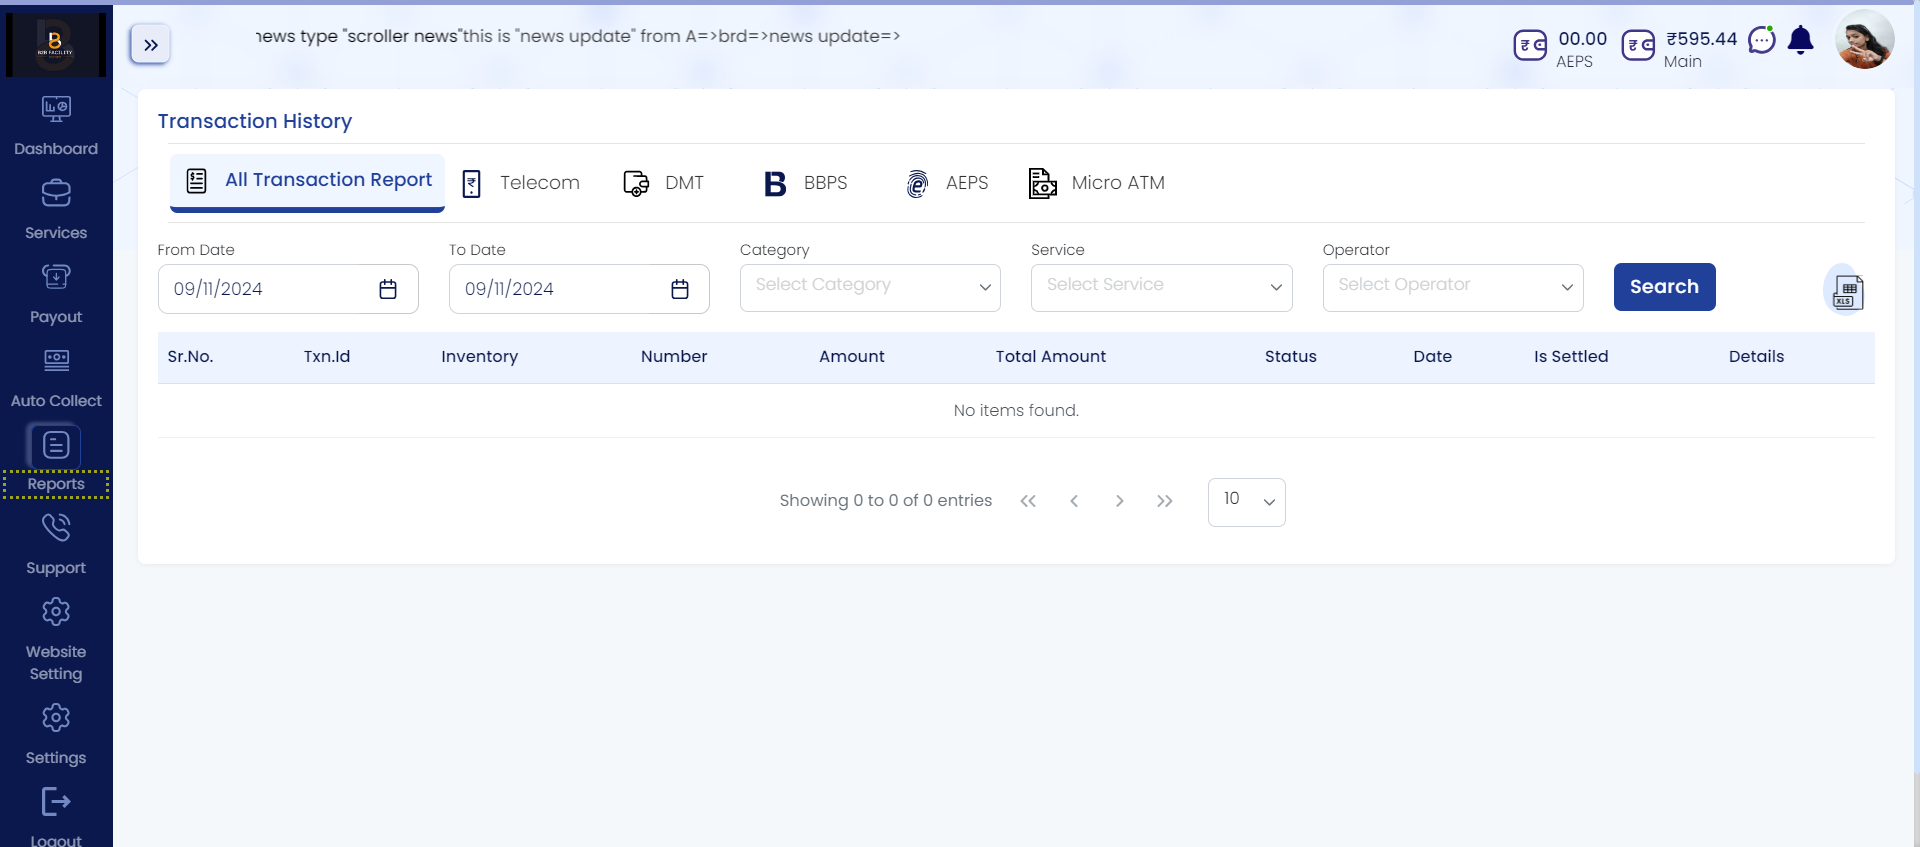 B2B FACILITY
news type "scroller news"this is "news update" from A=>brd=>news update=>
00.00
AEPS
₹595.44
Main
Dashboard
Services
Payout
Auto Collect
Reports
Support
Website
Setting
Settings
Logout
Transaction History
All Transaction Report
Telecom
DMT
BBPS
AEPS
Micro ATM
From Date
To Date
Category
Service
Operator
09/11/2024
09/11/2024
Select Category
Select Service
Select Operator
Search
XLS
Sr.No. Txn.Id Inventory Number Amount Total Amount Status Date Is Settled Details
No items found.
Showing 0 to 0 of 0 entries
10